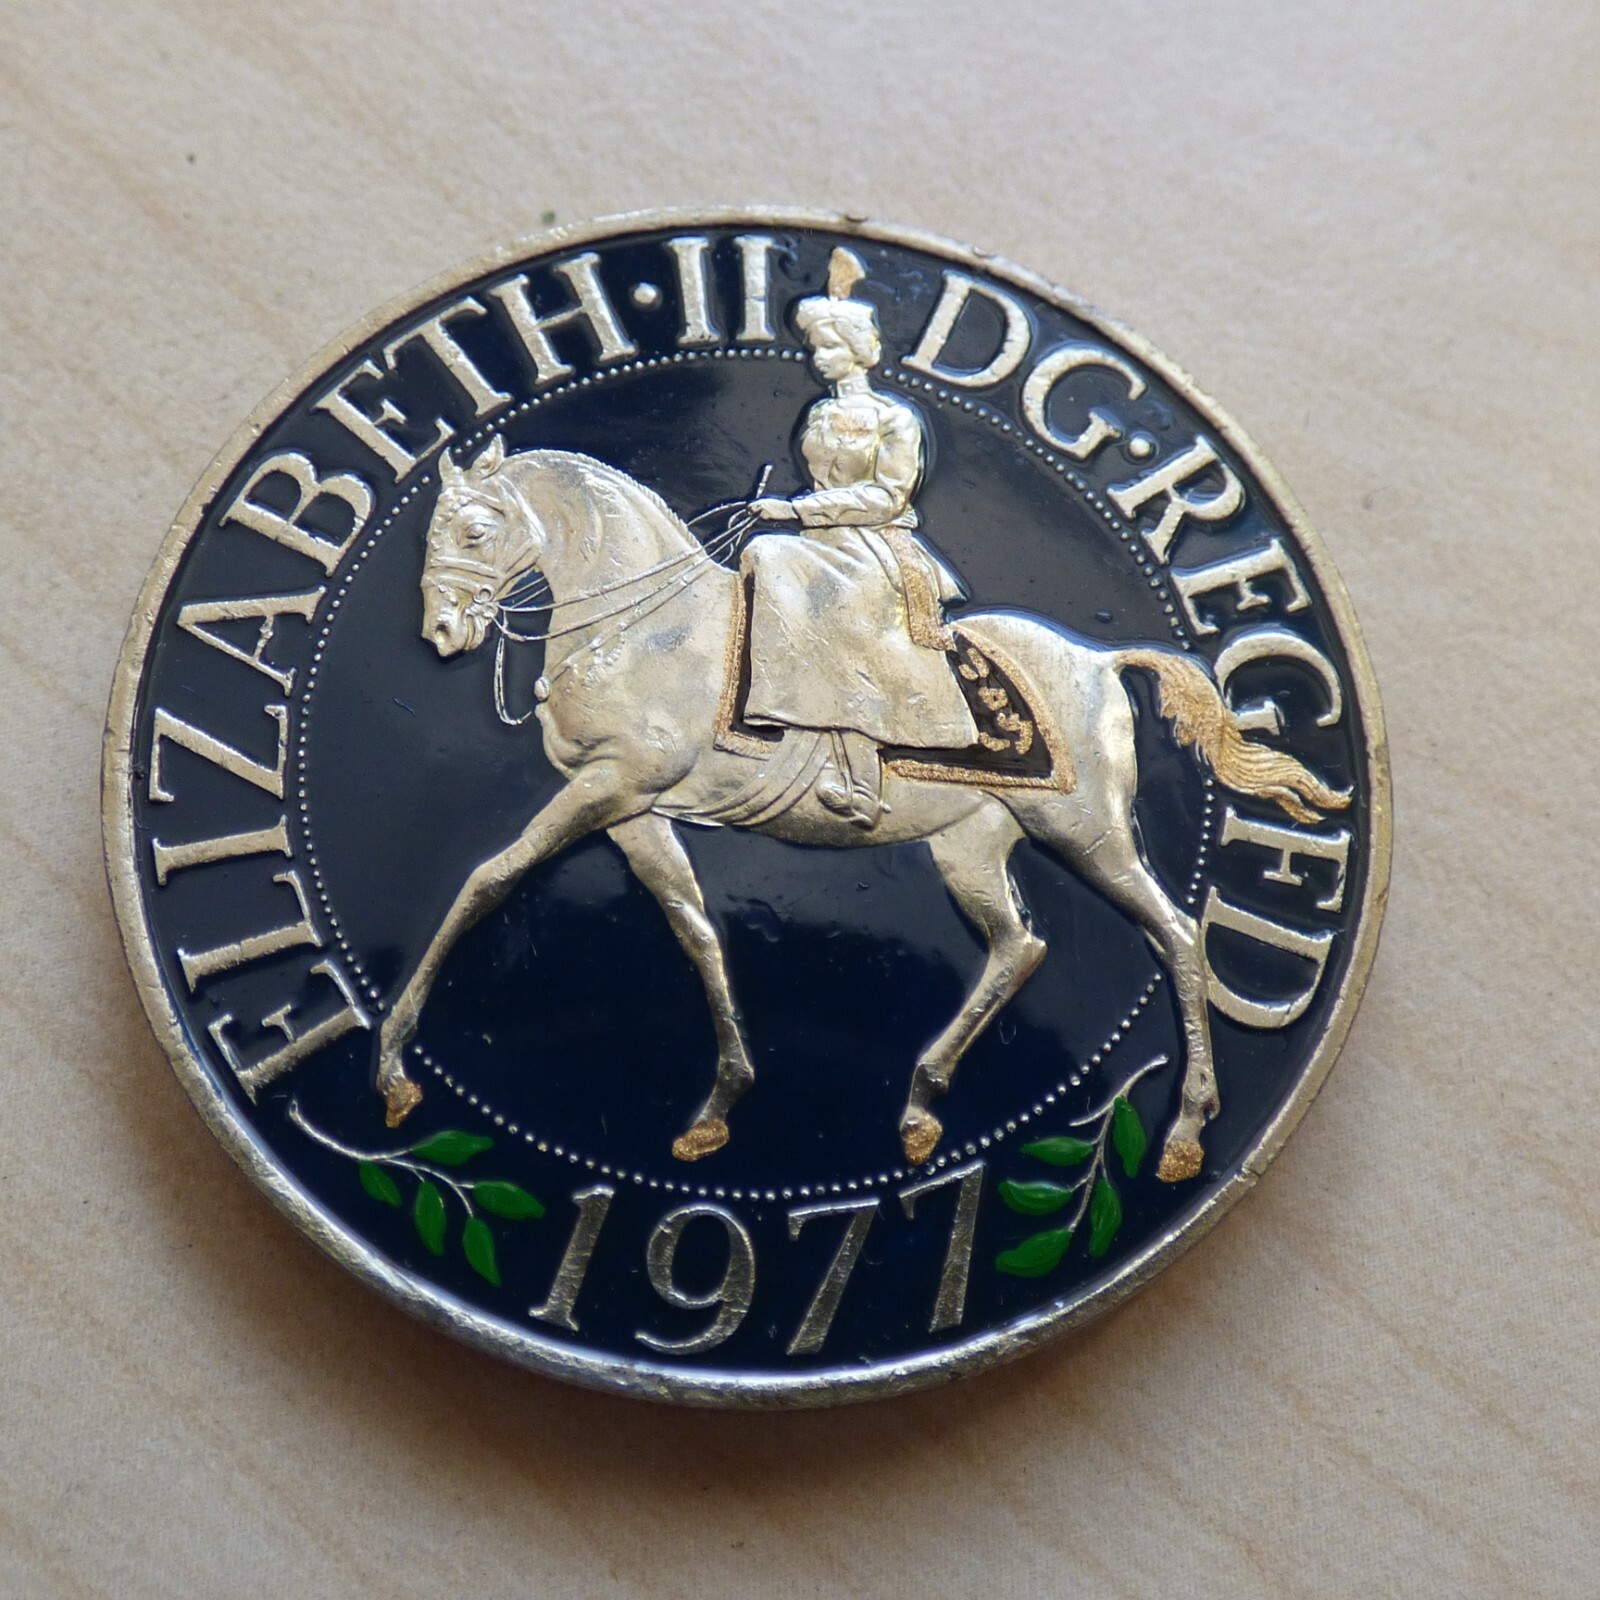 ELIZABETH·II DG·REG FD
1977